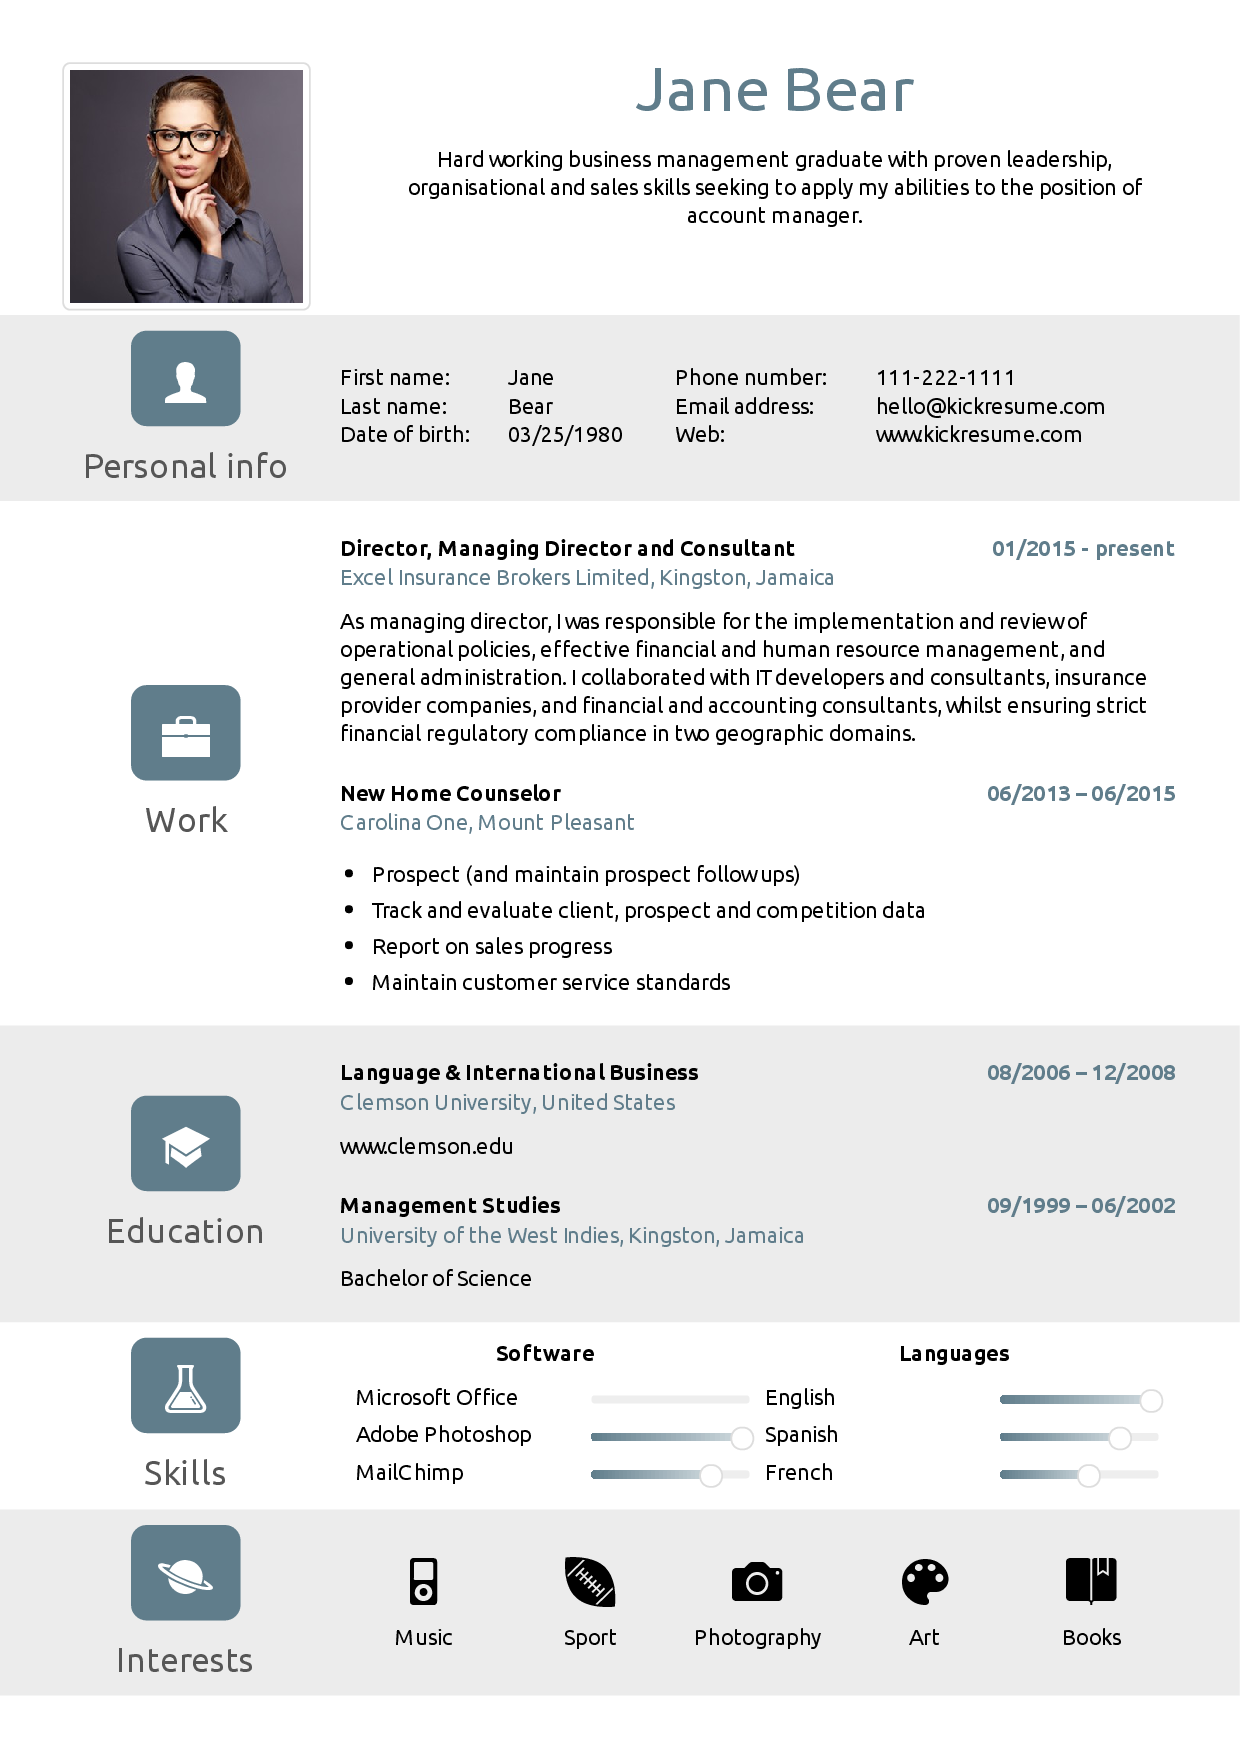 Jane Bear
Hard working business management graduate with proven leadership,
organisational and sales skills seeking to apply my abilities to the position of
account manager.
First name: Jane Phone number: 111-222-1111
Last name: Bear Email address: hello@kickresume.com
Date of birth: 03/25/1980 Web: www.kickresume.com
Personal info
Director, Managing Director and Consultant 01/2015 - present
Excel Insurance Brokers Limited, Kingston, Jamaica
As managing director, I was responsible for the implementation and review of
operational policies, effective financial and human resource management, and
general administration. I collaborated with IT developers and consultants, insurance
provider companies, and financial and accounting consultants, whilst ensuring strict
financial regulatory compliance in two geographic domains.
Work
New Home Counselor 06/2013 – 06/2015
Carolina One, Mount Pleasant
• Prospect (and maintain prospect follow ups)
• Track and evaluate client, prospect and competition data
• Report on sales progress
• Maintain customer service standards
Education
Language & International Business 08/2006 – 12/2008
Clemson University, United States
www.clemson.edu
Management Studies 09/1999 – 06/2002
University of the West Indies, Kingston, Jamaica
Bachelor of Science
Skills
Software Languages
Microsoft Office English
Adobe Photoshop Spanish
MailChimp French
Interests
Music Sport Photography Art Books